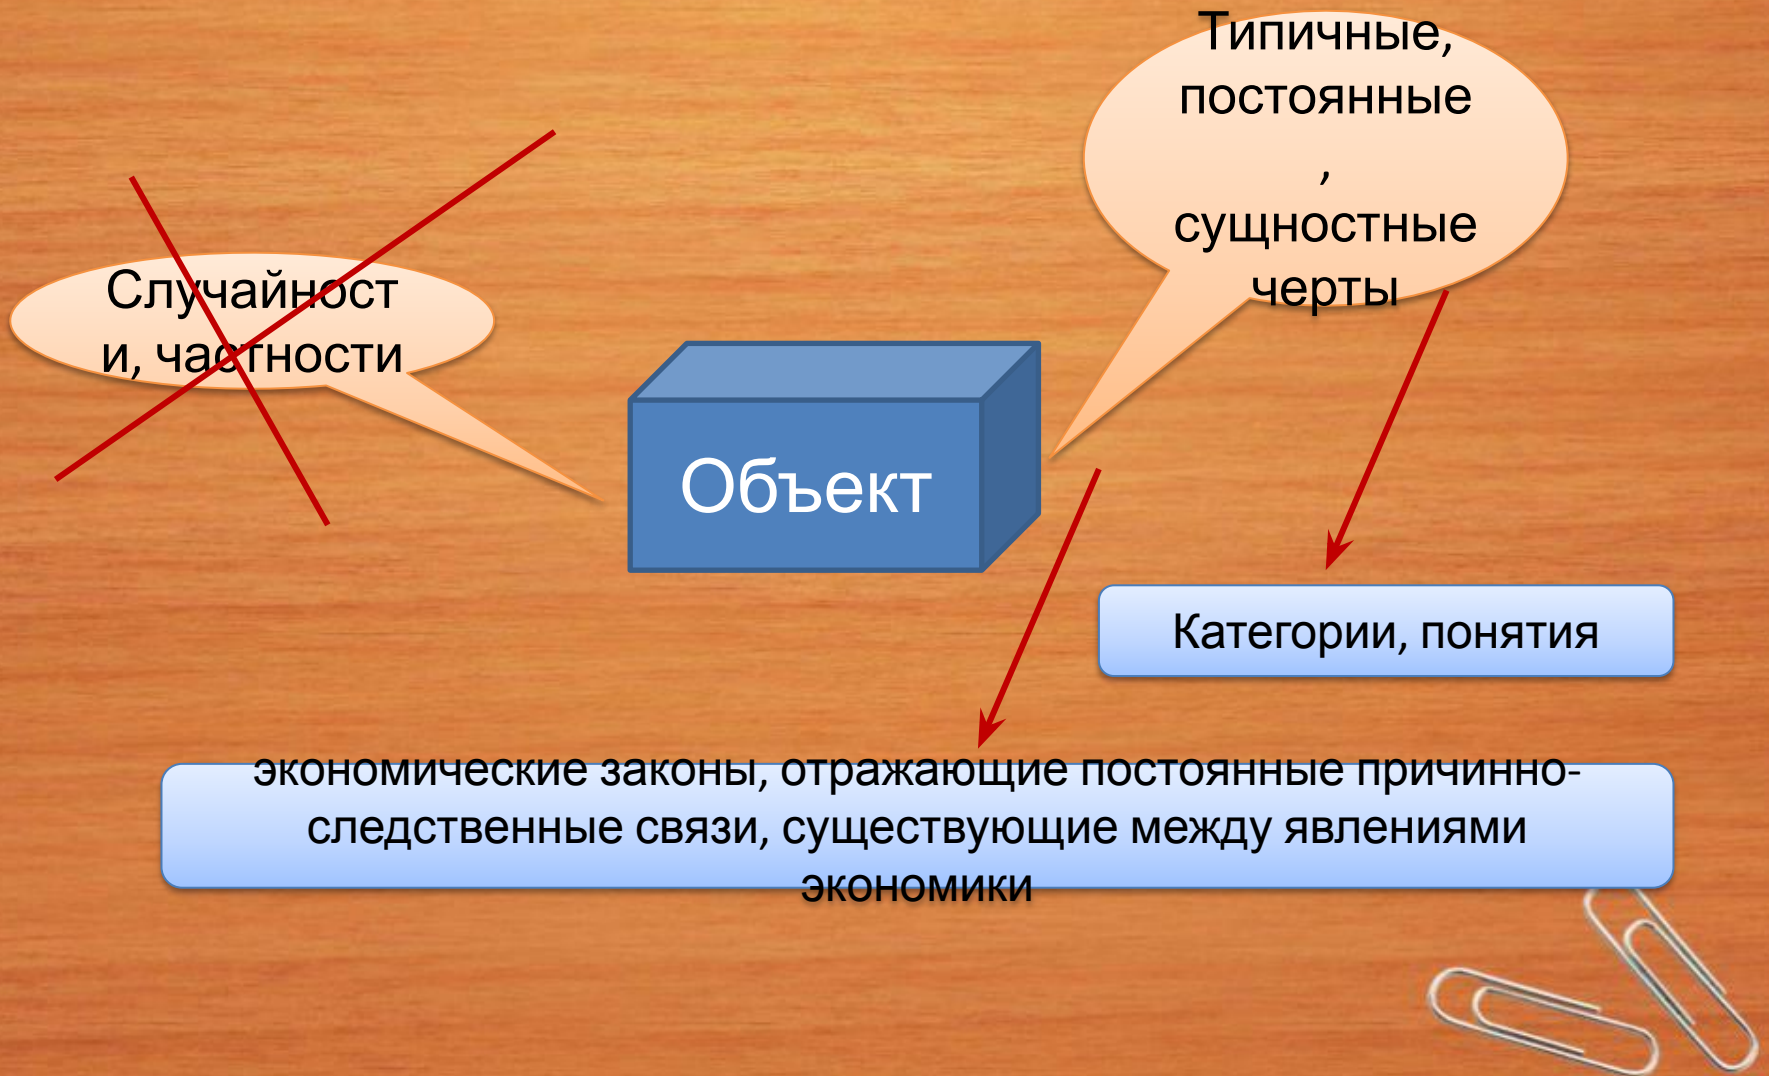 Типичные,
постоянные
,
сущностные
черты
Случайност
и, частности
Объект
Категории, понятия
экономические законы, отражающие постоянные причинно-
следственные связи, существующие между явлениями
экономики